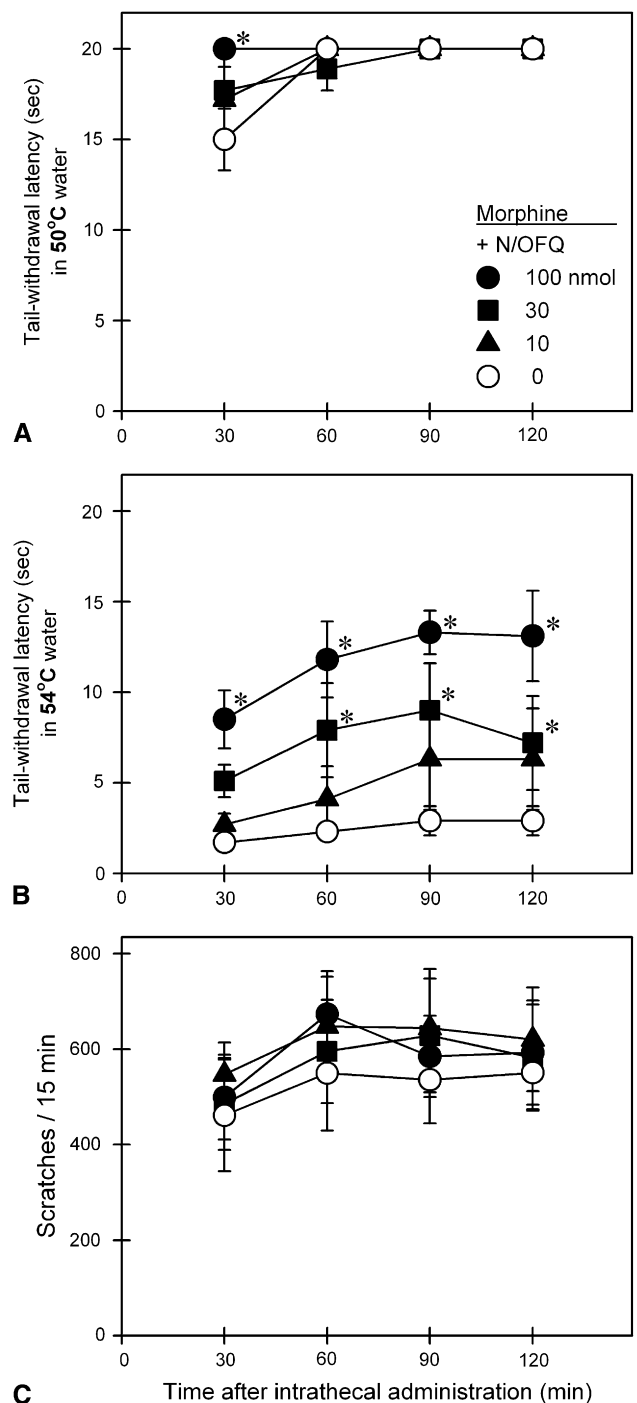 Tail-withdrawal latency (sec)
in 50°C water
20
15
10
5
0
*
Morphine
+ N/OFQ
100 nmol
30
10
0
A
0 30 60 90 120
Tail-withdrawal latency (sec)
in 54°C water
20
15
10
5
0
* * * *
* * *
B
0 30 60 90 120
Scratches / 15 min
800
600
400
200
0
0 30 60 90 120
C
Time after intrathecal administration (min)